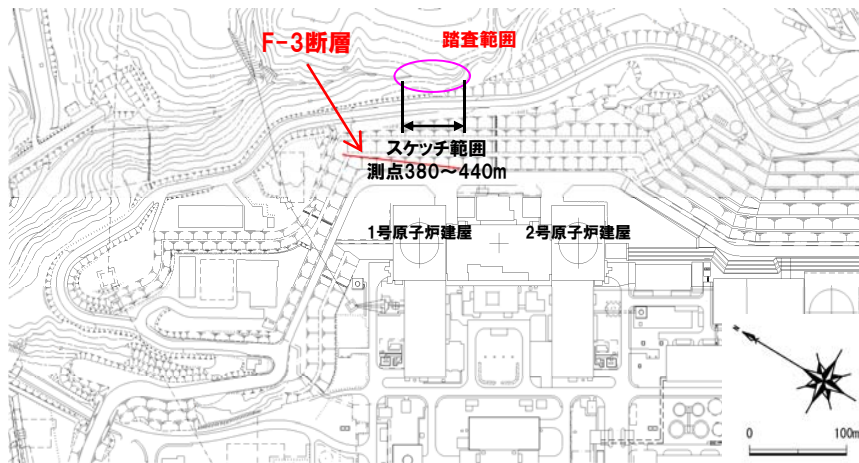 F-3断層
踏査範囲
スケッチ範囲
測点380～440m
1号原子炉建屋
2号原子炉建屋
N
0
100m